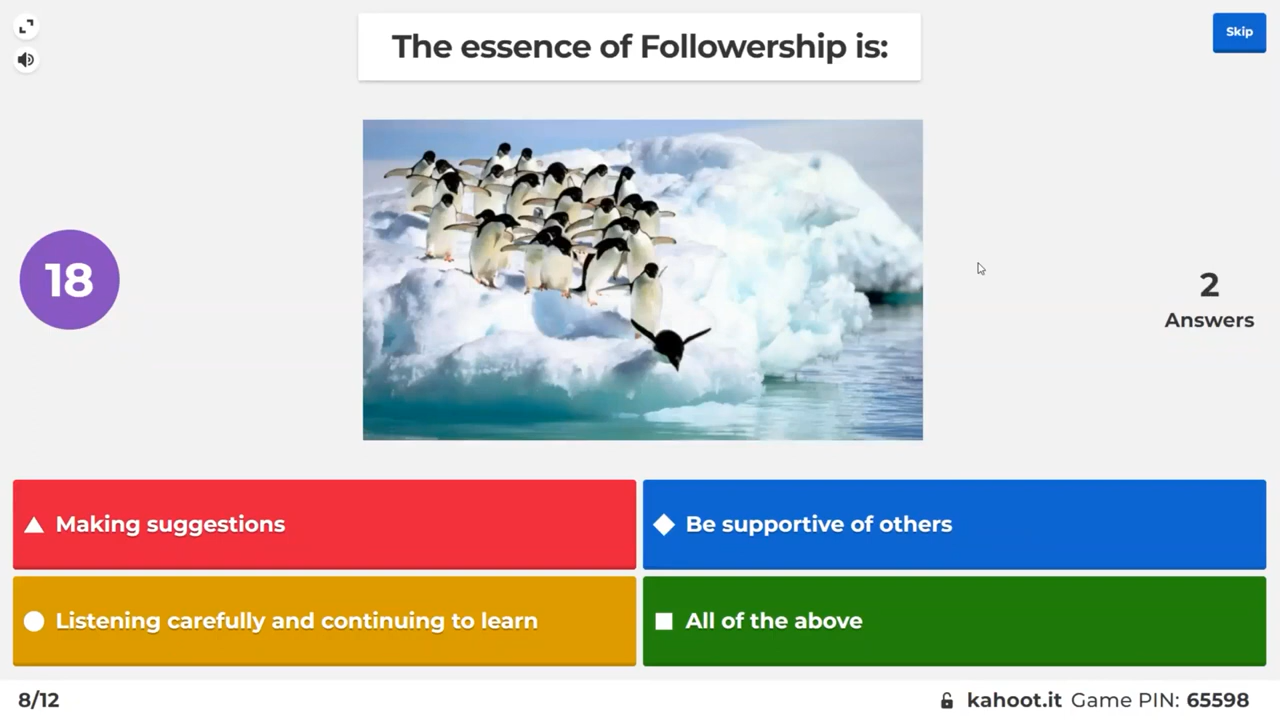 The essence of Followership is:
Skip
18
2
Answers
Making suggestions
Be supportive of others
Listening carefully and continuing to learn
All of the above
8/12
kahoot.it Game PIN: 65598